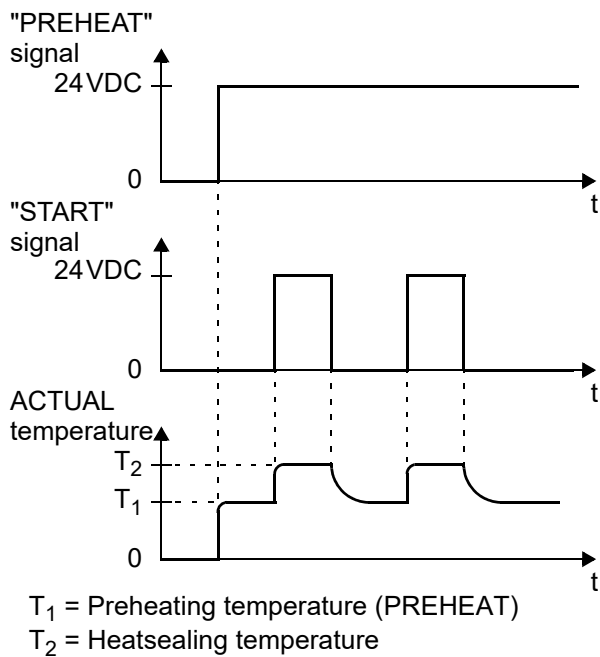 "PREHEAT"
signal
24VDC
0
t
"START"
signal
24VDC
0
t
ACTUAL
temperature
T2
T1
0
t
T1 = Preheating temperature (PREHEAT)
T2 = Heatsealing temperature